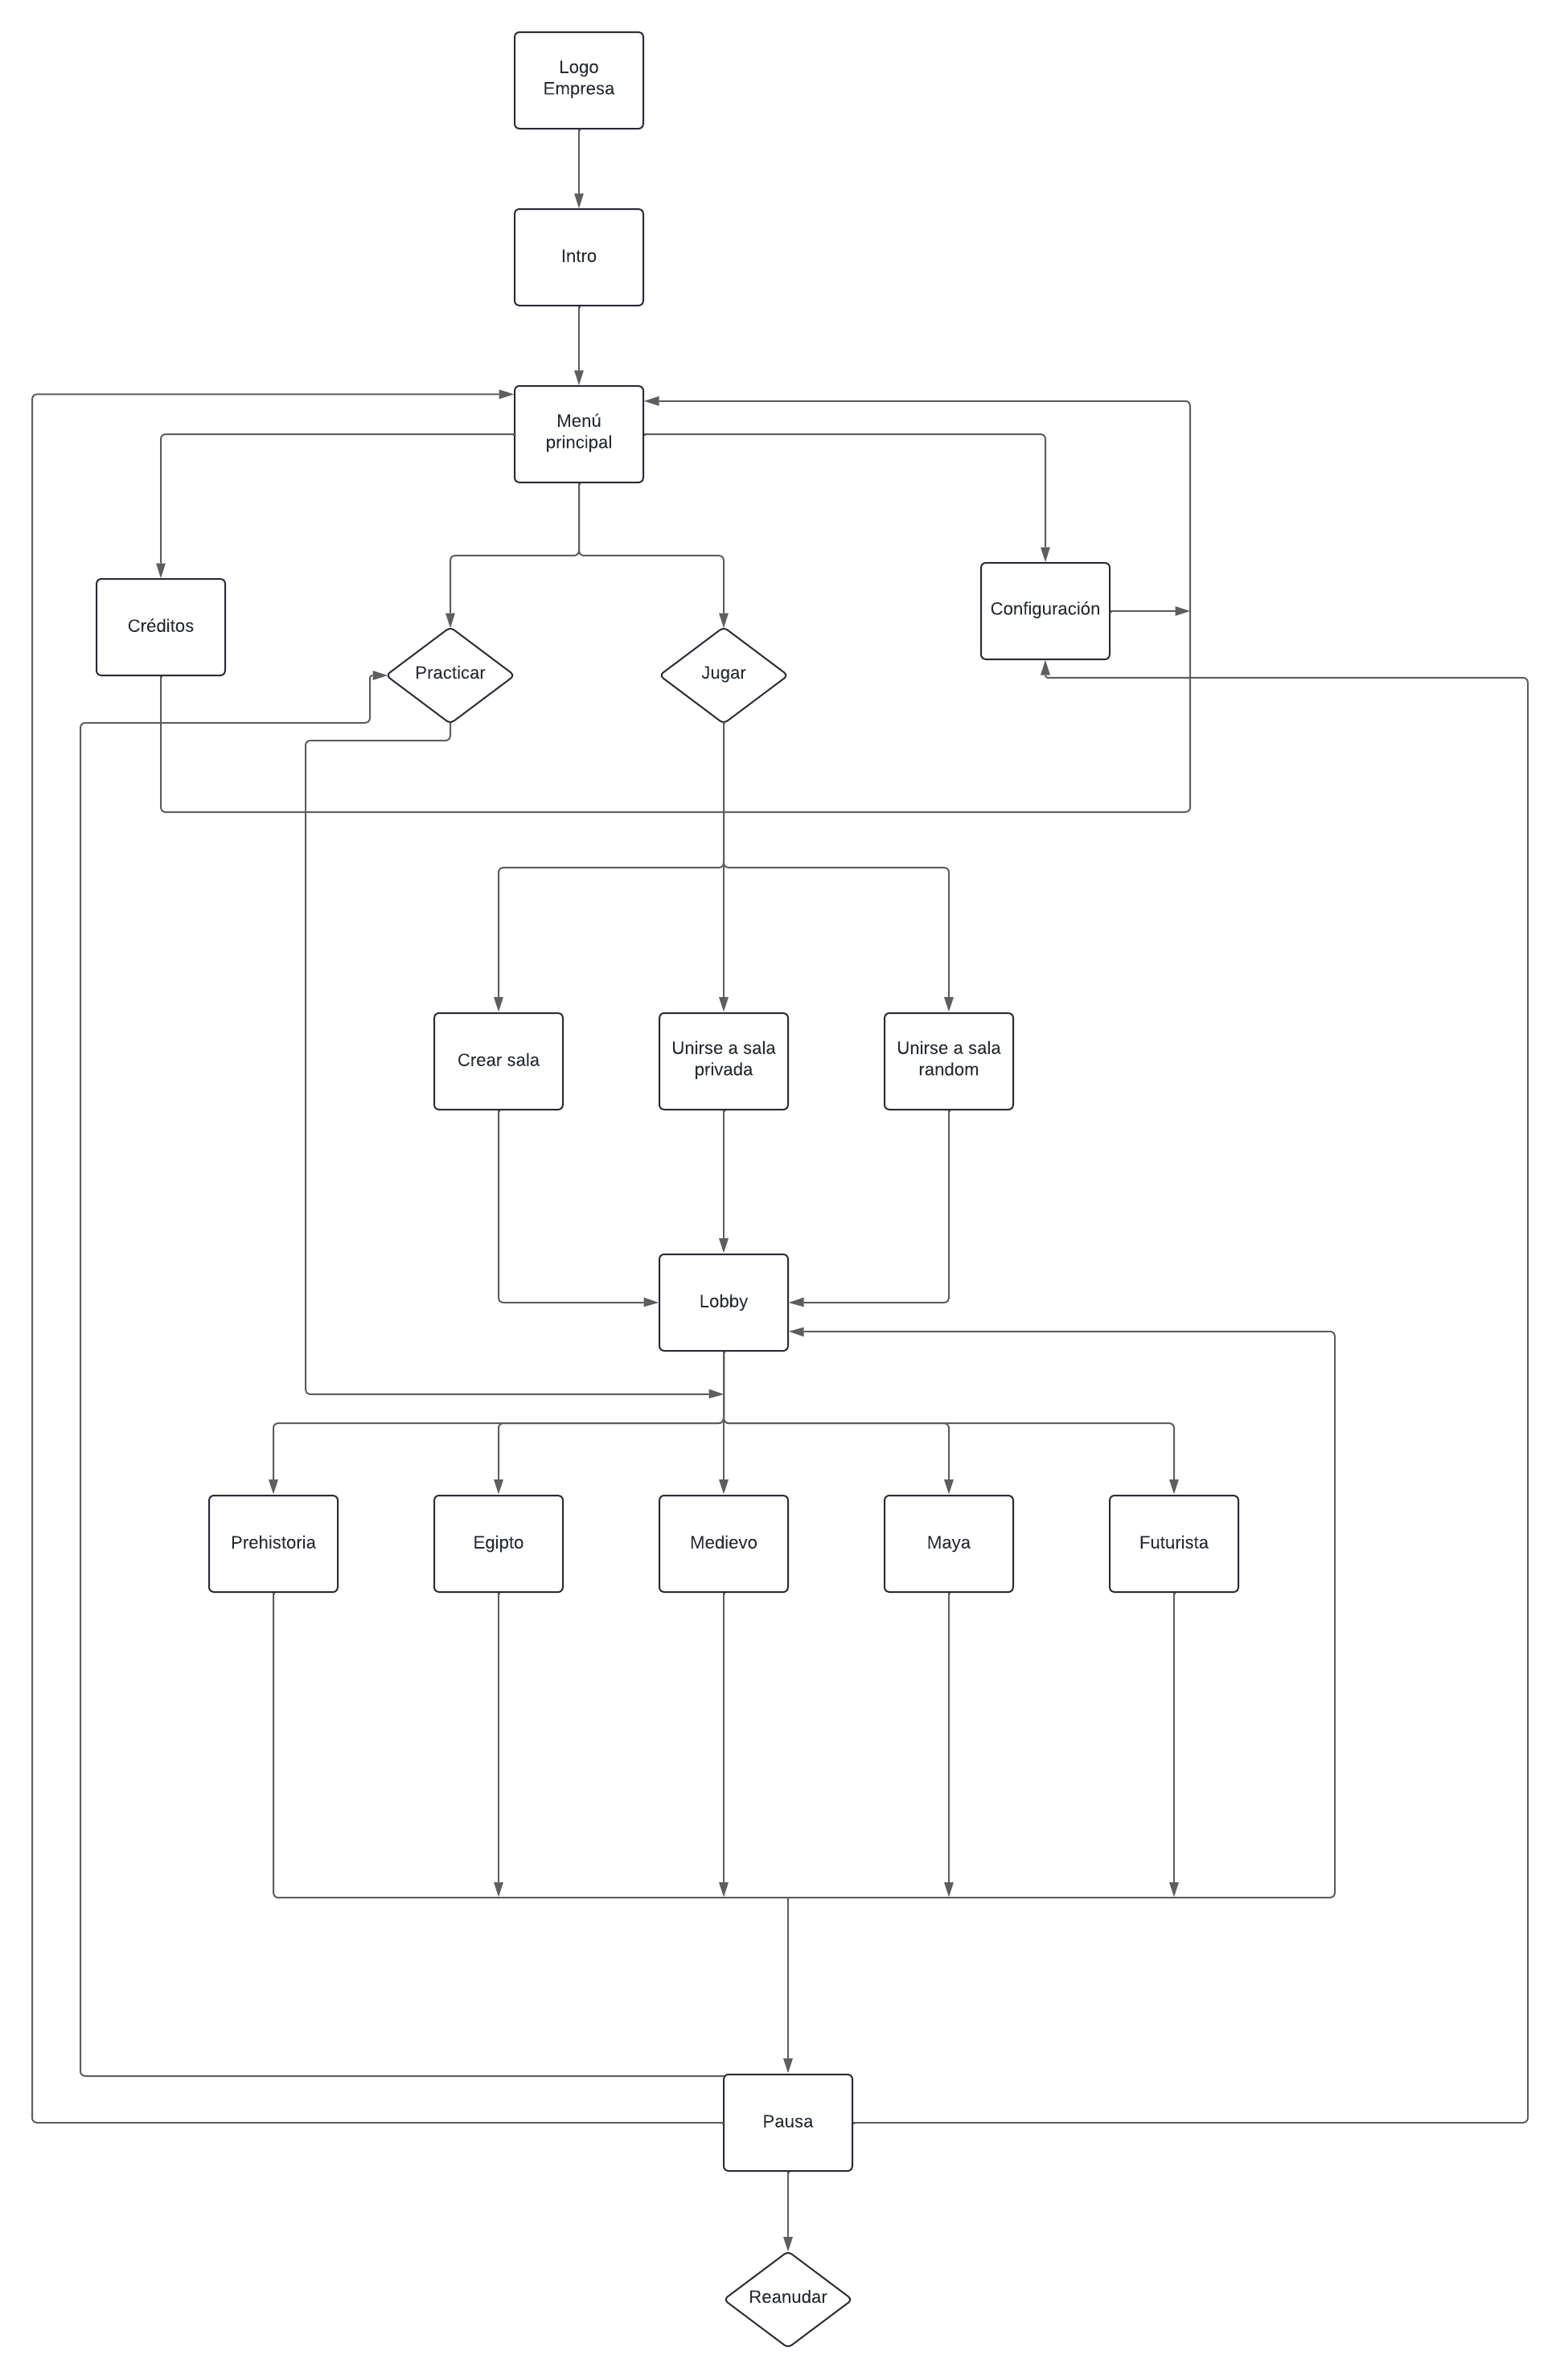 Logo
Empresa
Intro
Menú
principal
Créditos
Practicar
Jugar
Configuración
Crear sala
Unirse a sala
privada
Unirse a sala
random
Lobby
Prehistoria
Egipto
Medievo
Maya
Futurista
Pausa
Reanudar